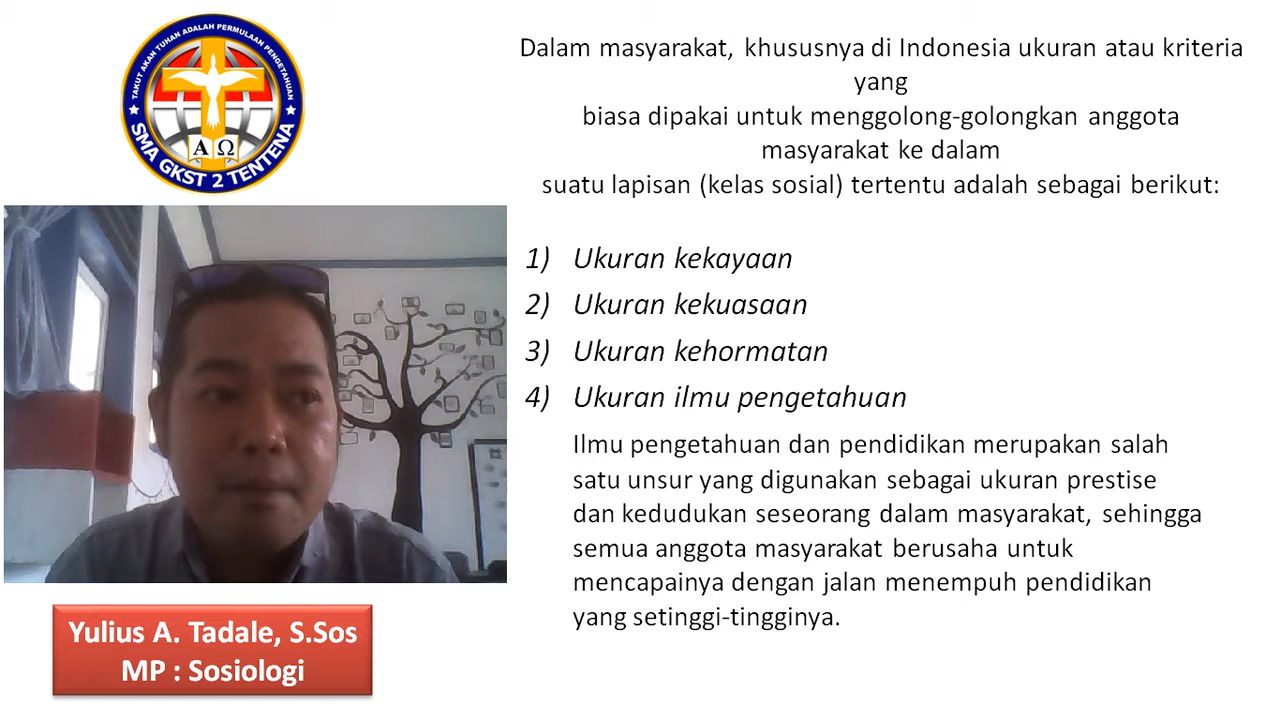 TAKUT AKAN TUHAN ADALAH PERMULAAN PENGETAHUAN
A Ω
SMA GKST 2 TENTENA
Dalam masyarakat, khususnya di Indonesia ukuran atau kriteria
yang
biasa dipakai untuk menggolong-golongkan anggota
masyarakat ke dalam
suatu lapisan (kelas sosial) tertentu adalah sebagai berikut:
1) Ukuran kekayaan
2) Ukuran kekuasaan
3) Ukuran kehormatan
4) Ukuran ilmu pengetahuan
Ilmu pengetahuan dan pendidikan merupakan salah
satu unsur yang digunakan sebagai ukuran prestise
dan kedudukan seseorang dalam masyarakat, sehingga
semua anggota masyarakat berusaha untuk
mencapainya dengan jalan menempuh pendidikan
yang setinggi-tingginya.
Yulius A. Tadale, S.Sos
MP : Sosiologi